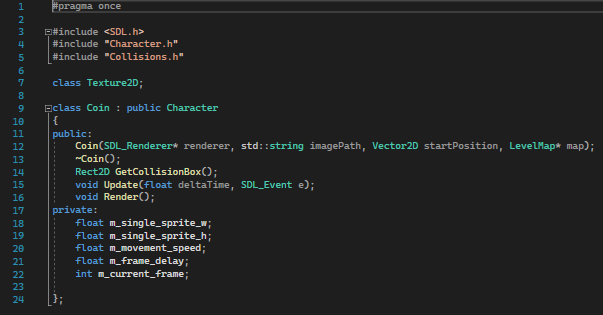 1 #pragma once
2
3 #include <SDL.h>
4 #include "Character.h"
5 #include "Collisions.h"
6
7 class Texture2D;
8
9 class Coin : public Character
10 {
11 public:
12 Coin(SDL_Renderer* renderer, std::string imagePath, Vector2D startPosition, LevelMap* map);
13 ~Coin();
14 Rect2D GetCollisionBox();
15 void Update(float deltaTime, SDL_Event e);
16 void Render();
17 private:
18 float m_single_sprite_w;
19 float m_single_sprite_h;
20 float m_movement_speed;
21 float m_frame_delay;
22 int m_current_frame;
23
24 };